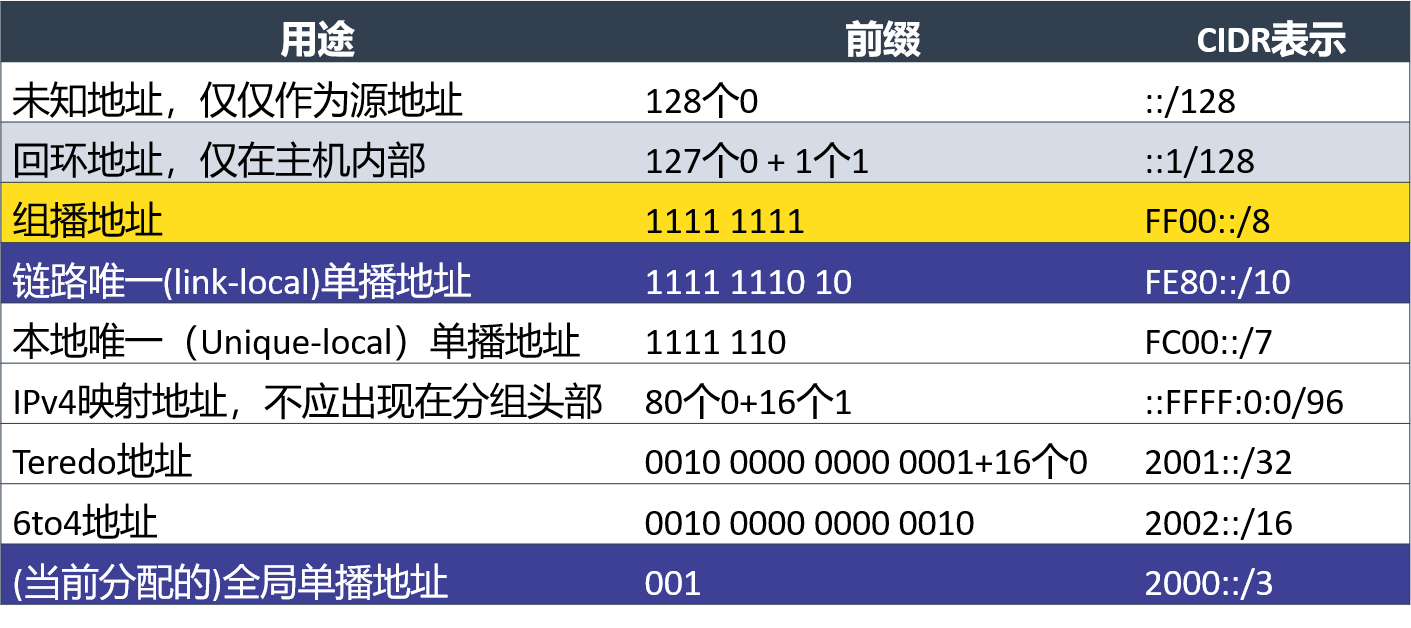 用途 前缀 CIDR表示
未知地址，仅仅作为源地址 128个0 ::/128
回环地址，仅在主机内部 127个0 + 1个1 ::1/128
组播地址 1111 1111 FF00::/8
链路唯一(link-local)单播地址 1111 1110 10 FE80::/10
本地唯一（Unique-local）单播地址 1111 110 FC00::/7
IPv4映射地址，不应出现在分组头部 80个0+16个1 ::FFFF:0:0/96
Teredo地址 0010 0000 0000 0001+16个0 2001::/32
6to4地址 0010 0000 0000 0010 2002::/16
(当前分配的)全局单播地址 001 2000::/3